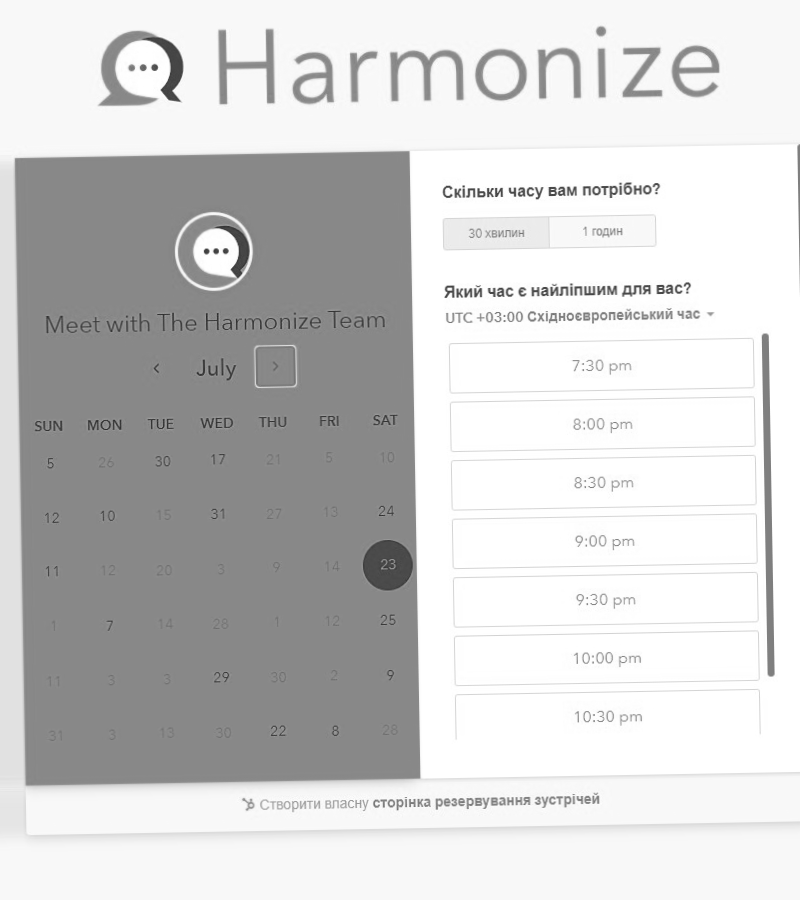 Harmonize
Meet with The Harmonize Team
July
SUN MON TUE WED THU FRI SAT
5 26 30 17 21 5 10
12 10 15 31 27 13 24
11 12 20 3 9 14 23
1 7 14 28 1 12 25
11 3 3 29 30 2 9
31 3 13 30 22 8 28
Скільки часу вам потрібно?
30 хвилин 1 годин
Який час є найліпшим для вас?
UTC +03:00 Східноєвропейський час
7:30 pm
8:00 pm
8:30 pm
9:00 pm
9:30 pm
10:00 pm
10:30 pm
Створити власну сторінка резервування зустрічей